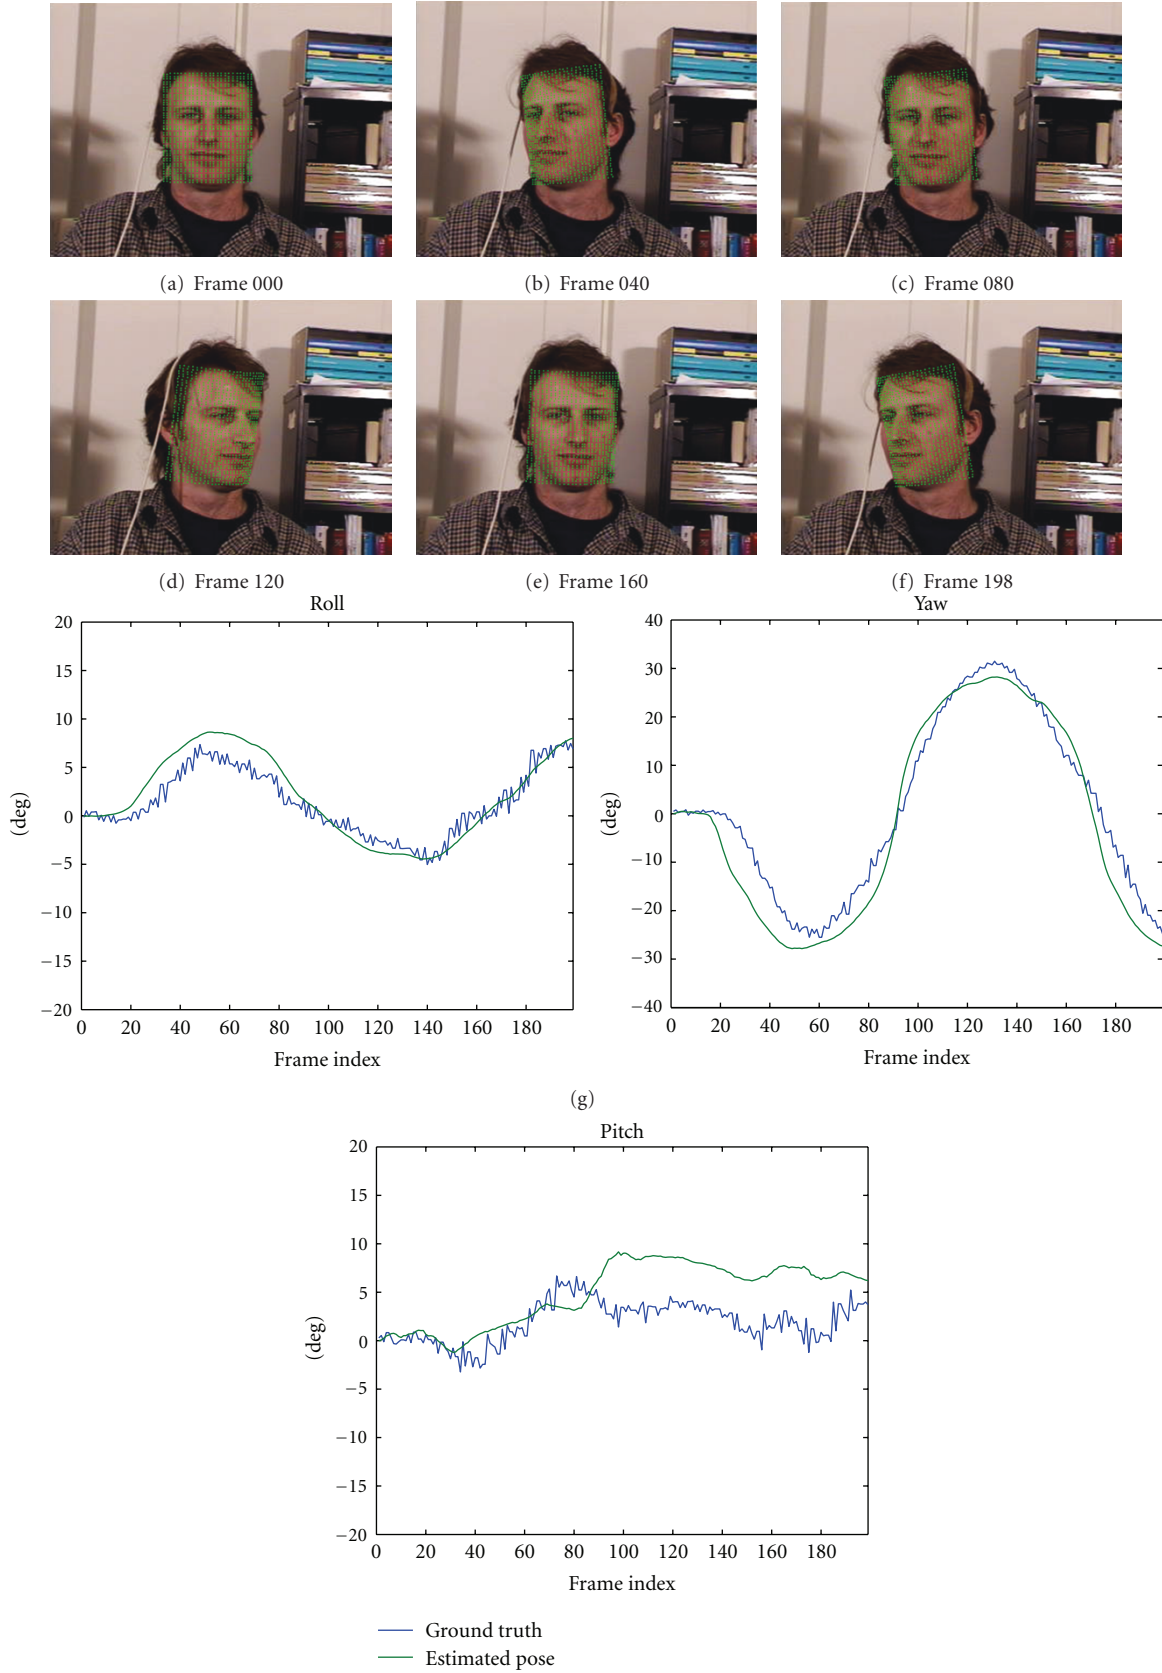 (a) Frame 000
(b) Frame 040
(c) Frame 080
(d) Frame 120
(e) Frame 160
(f) Frame 198
Roll
20
15
10
5
0
−5
−10
−15
−20
(deg)
0 20 40 60 80 100 120 140 160 180
Frame index
Yaw
40
30
20
10
0
−10
−20
−30
−40
(deg)
0 20 40 60 80 100 120 140 160 180
Frame index
(g)
Pitch
20
15
10
5
0
−5
−10
−15
−20
(deg)
0 20 40 60 80 100 120 140 160 180
Frame index
Ground truth
Estimated pose